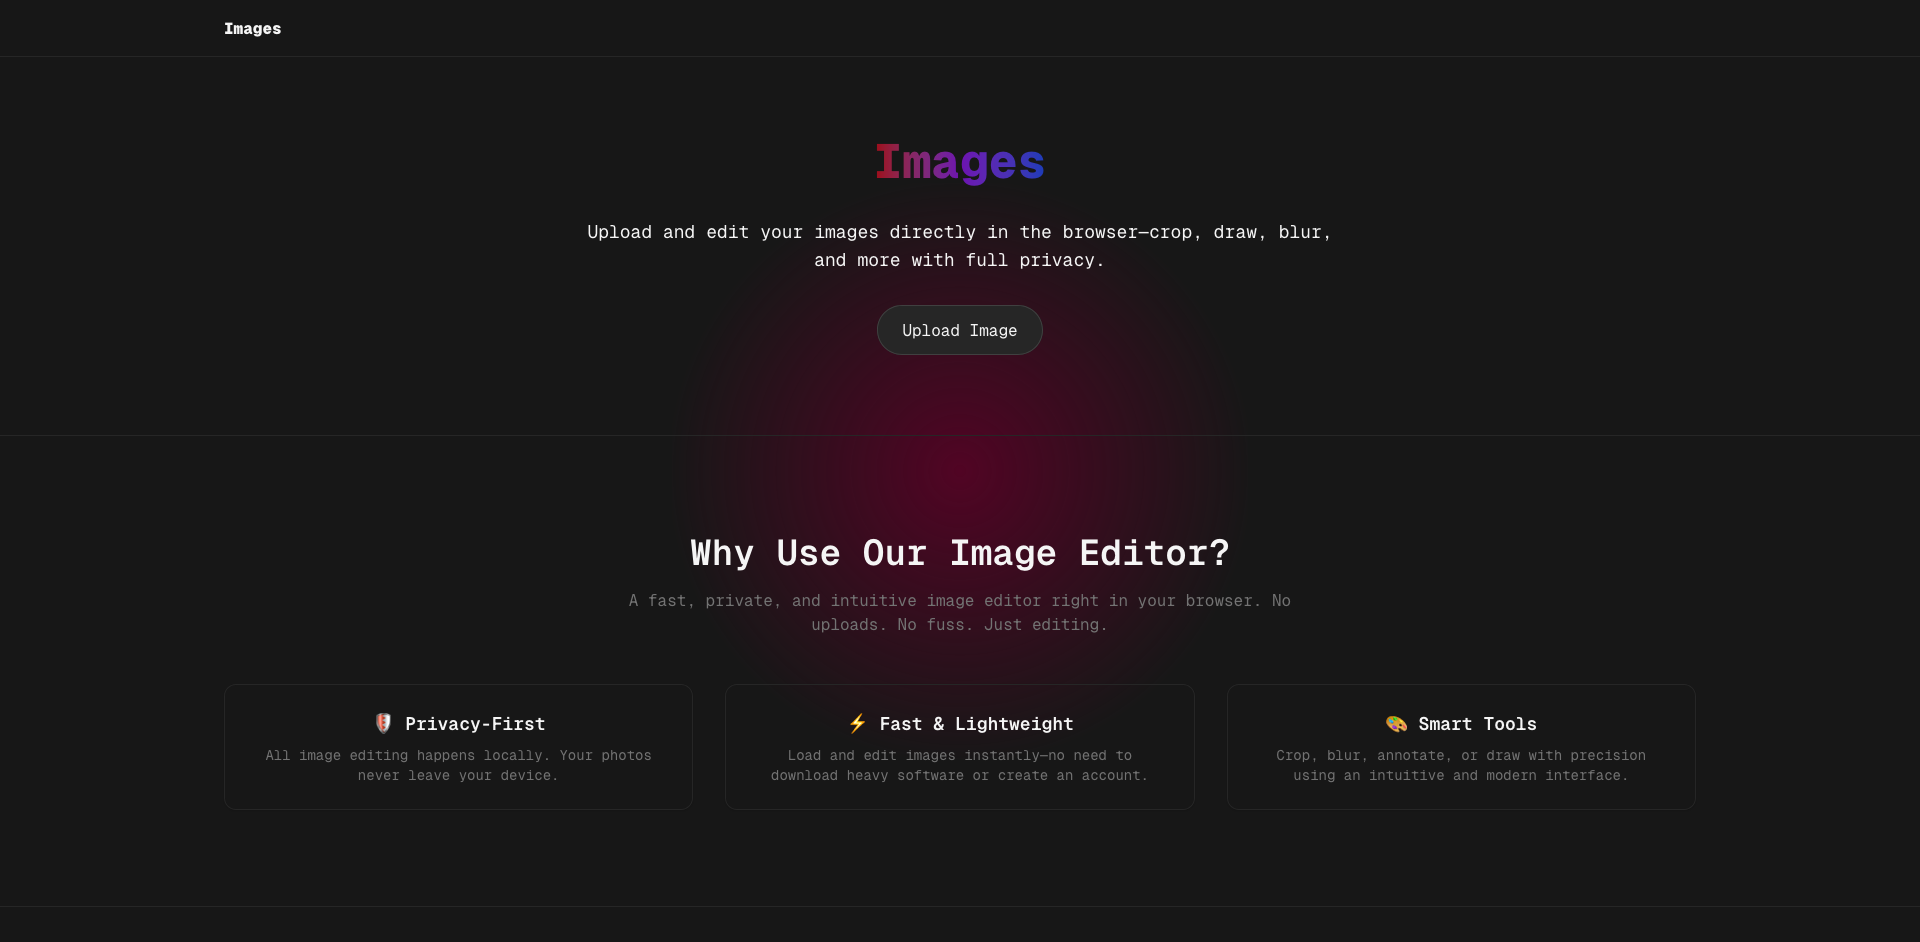 Images
Images
Upload and edit your images directly in the browser—crop, draw, blur,
and more with full privacy.
Upload Image
Why Use Our Image Editor?
A fast, private, and intuitive image editor right in your browser. No
uploads. No fuss. Just editing.
🛡️ Privacy-First
All image editing happens locally. Your photos
never leave your device.
⚡ Fast & Lightweight
Load and edit images instantly—no need to
download heavy software or create an account.
🎨 Smart Tools
Crop, blur, annotate, or draw with precision
using an intuitive and modern interface.